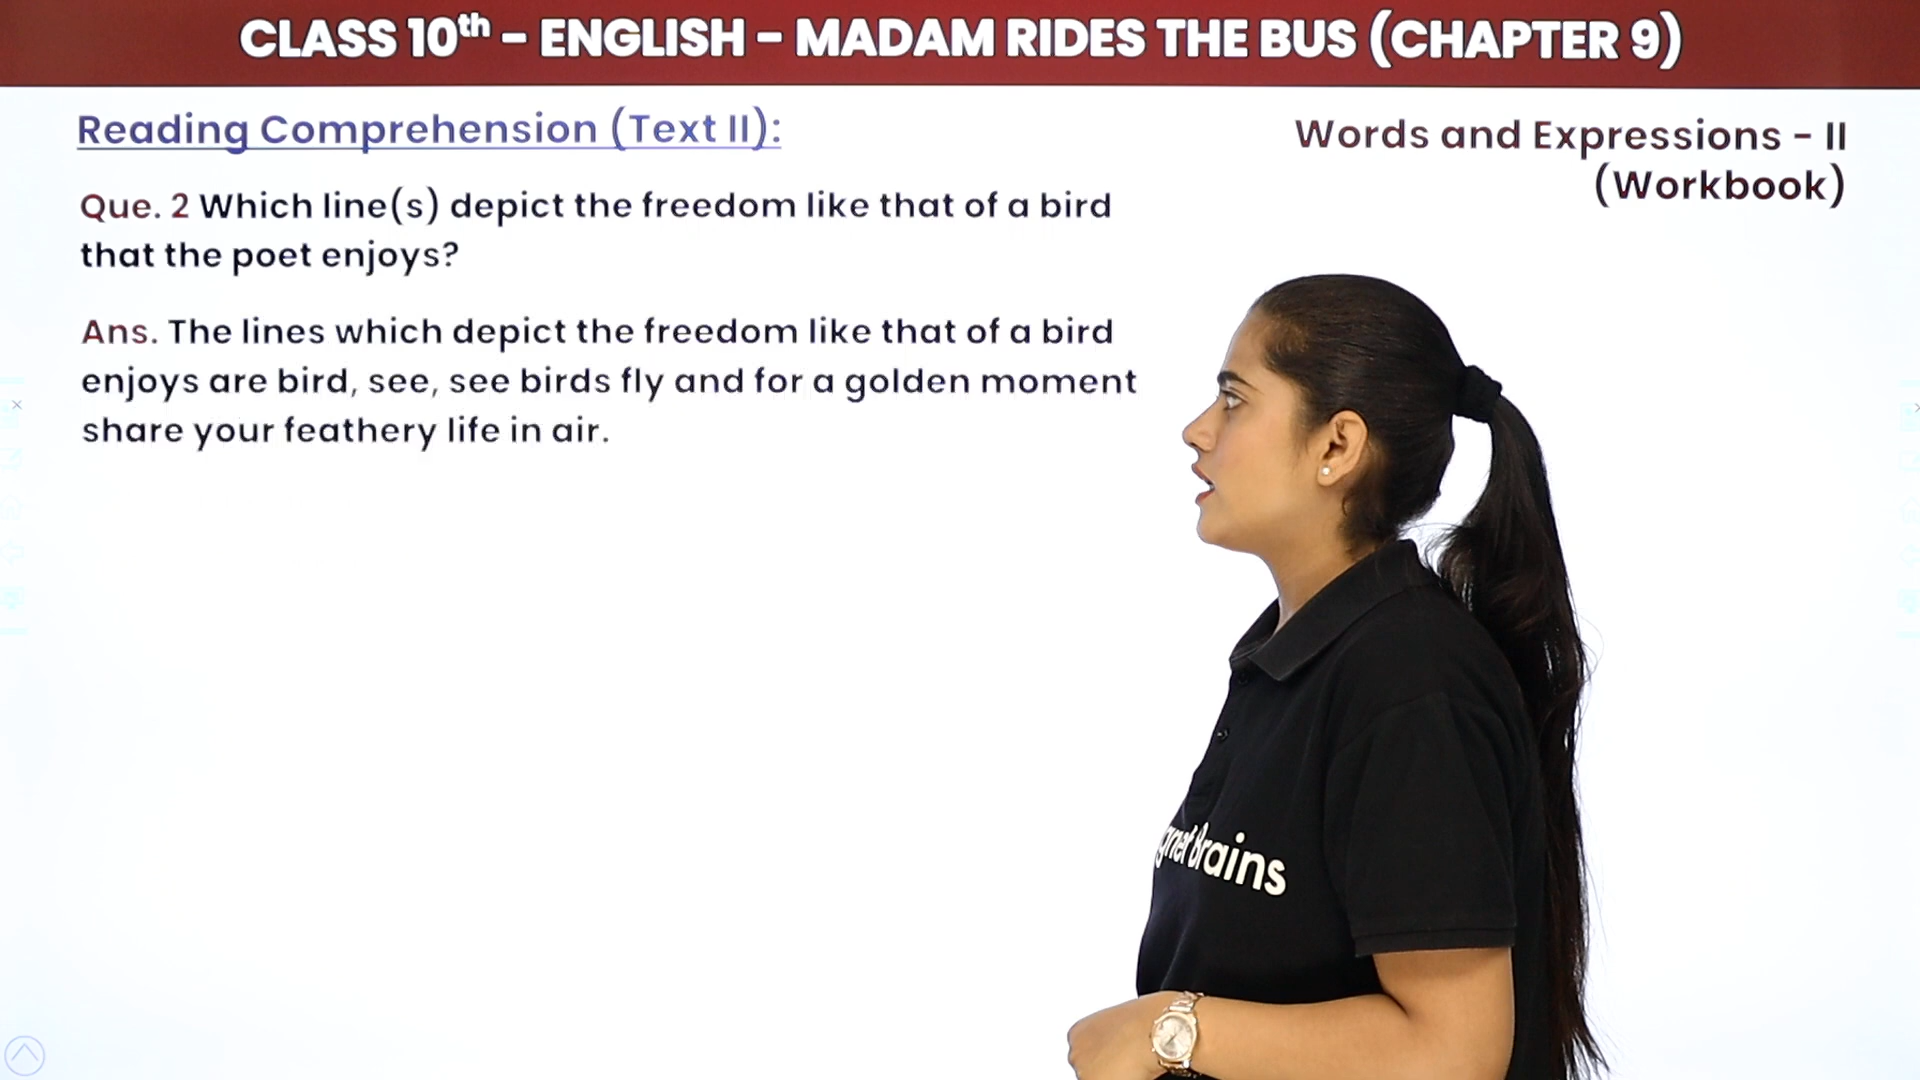 CLASS 10th - ENGLISH - MADAM RIDES THE BUS (CHAPTER 9)
Reading Comprehension (Text II):
Words and Expressions - II
(Workbook)
Que. 2 Which line(s) depict the freedom like that of a bird
that the poet enjoys?
Ans. The lines which depict the freedom like that of a bird
enjoys are bird, see, see birds fly and for a golden moment
share your feathery life in air.
Brains